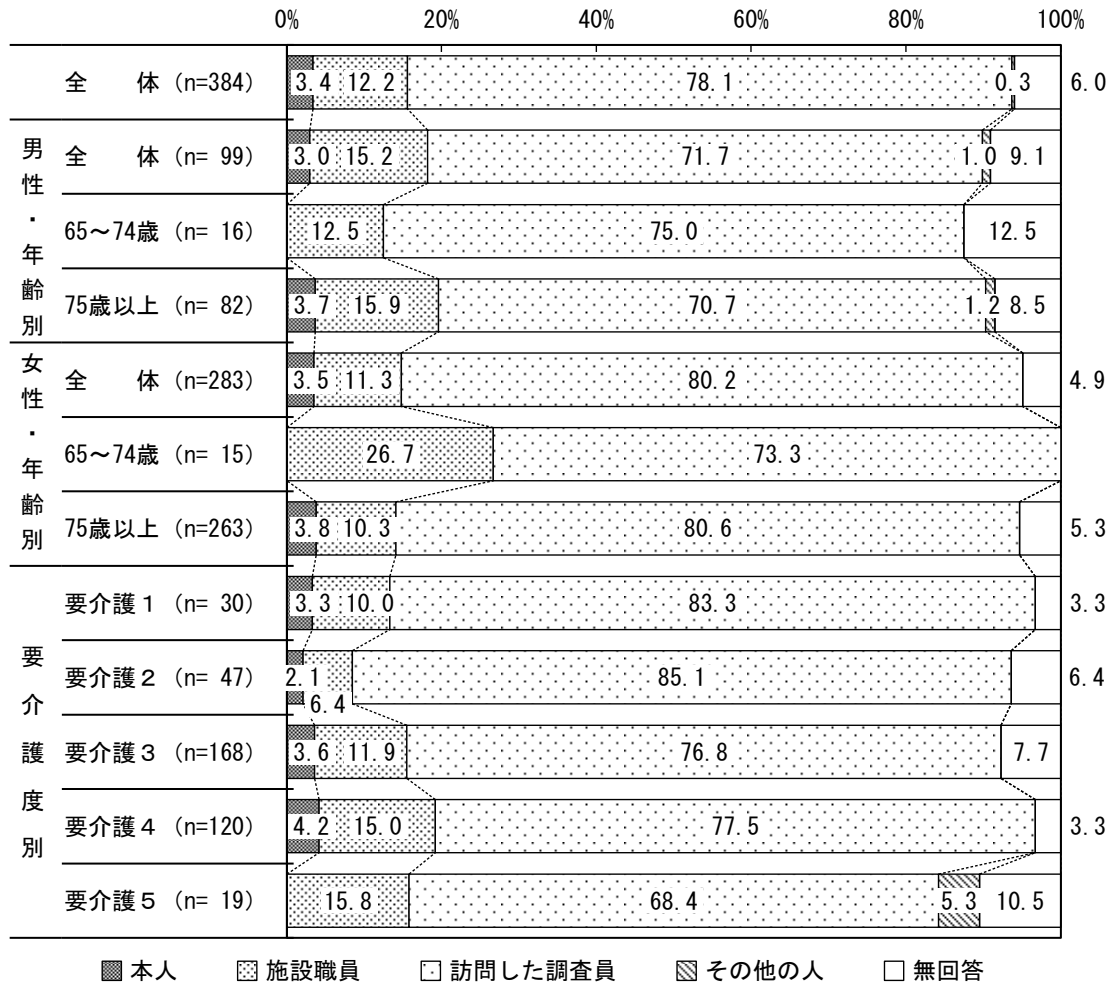 0% 20% 40% 60% 80% 100%
全　　体（n=384） 3.4 12.2 78.1 0.3 6.0
男性・年齢別
全　　体（n= 99） 3.0 15.2 71.7 1.0 9.1
65～74歳（n= 16） 12.5 75.0 12.5
75歳以上（n= 82） 3.7 15.9 70.7 1.2 8.5
女性・年齢別
全　　体（n=283） 3.5 11.3 80.2 4.9
65～74歳（n= 15） 26.7 73.3
75歳以上（n=263） 3.8 10.3 80.6 5.3
要介護度別
要介護１（n= 30） 3.3 10.0 83.3 3.3
要介護２（n= 47） 2.1 6.4 85.1 6.4
要介護３（n=168） 3.6 11.9 76.8 7.7
要介護４（n=120） 4.2 15.0 77.5 3.3
要介護５（n= 19） 15.8 68.4 5.3 10.5
本人 施設職員 訪問した調査員 その他の人 無回答